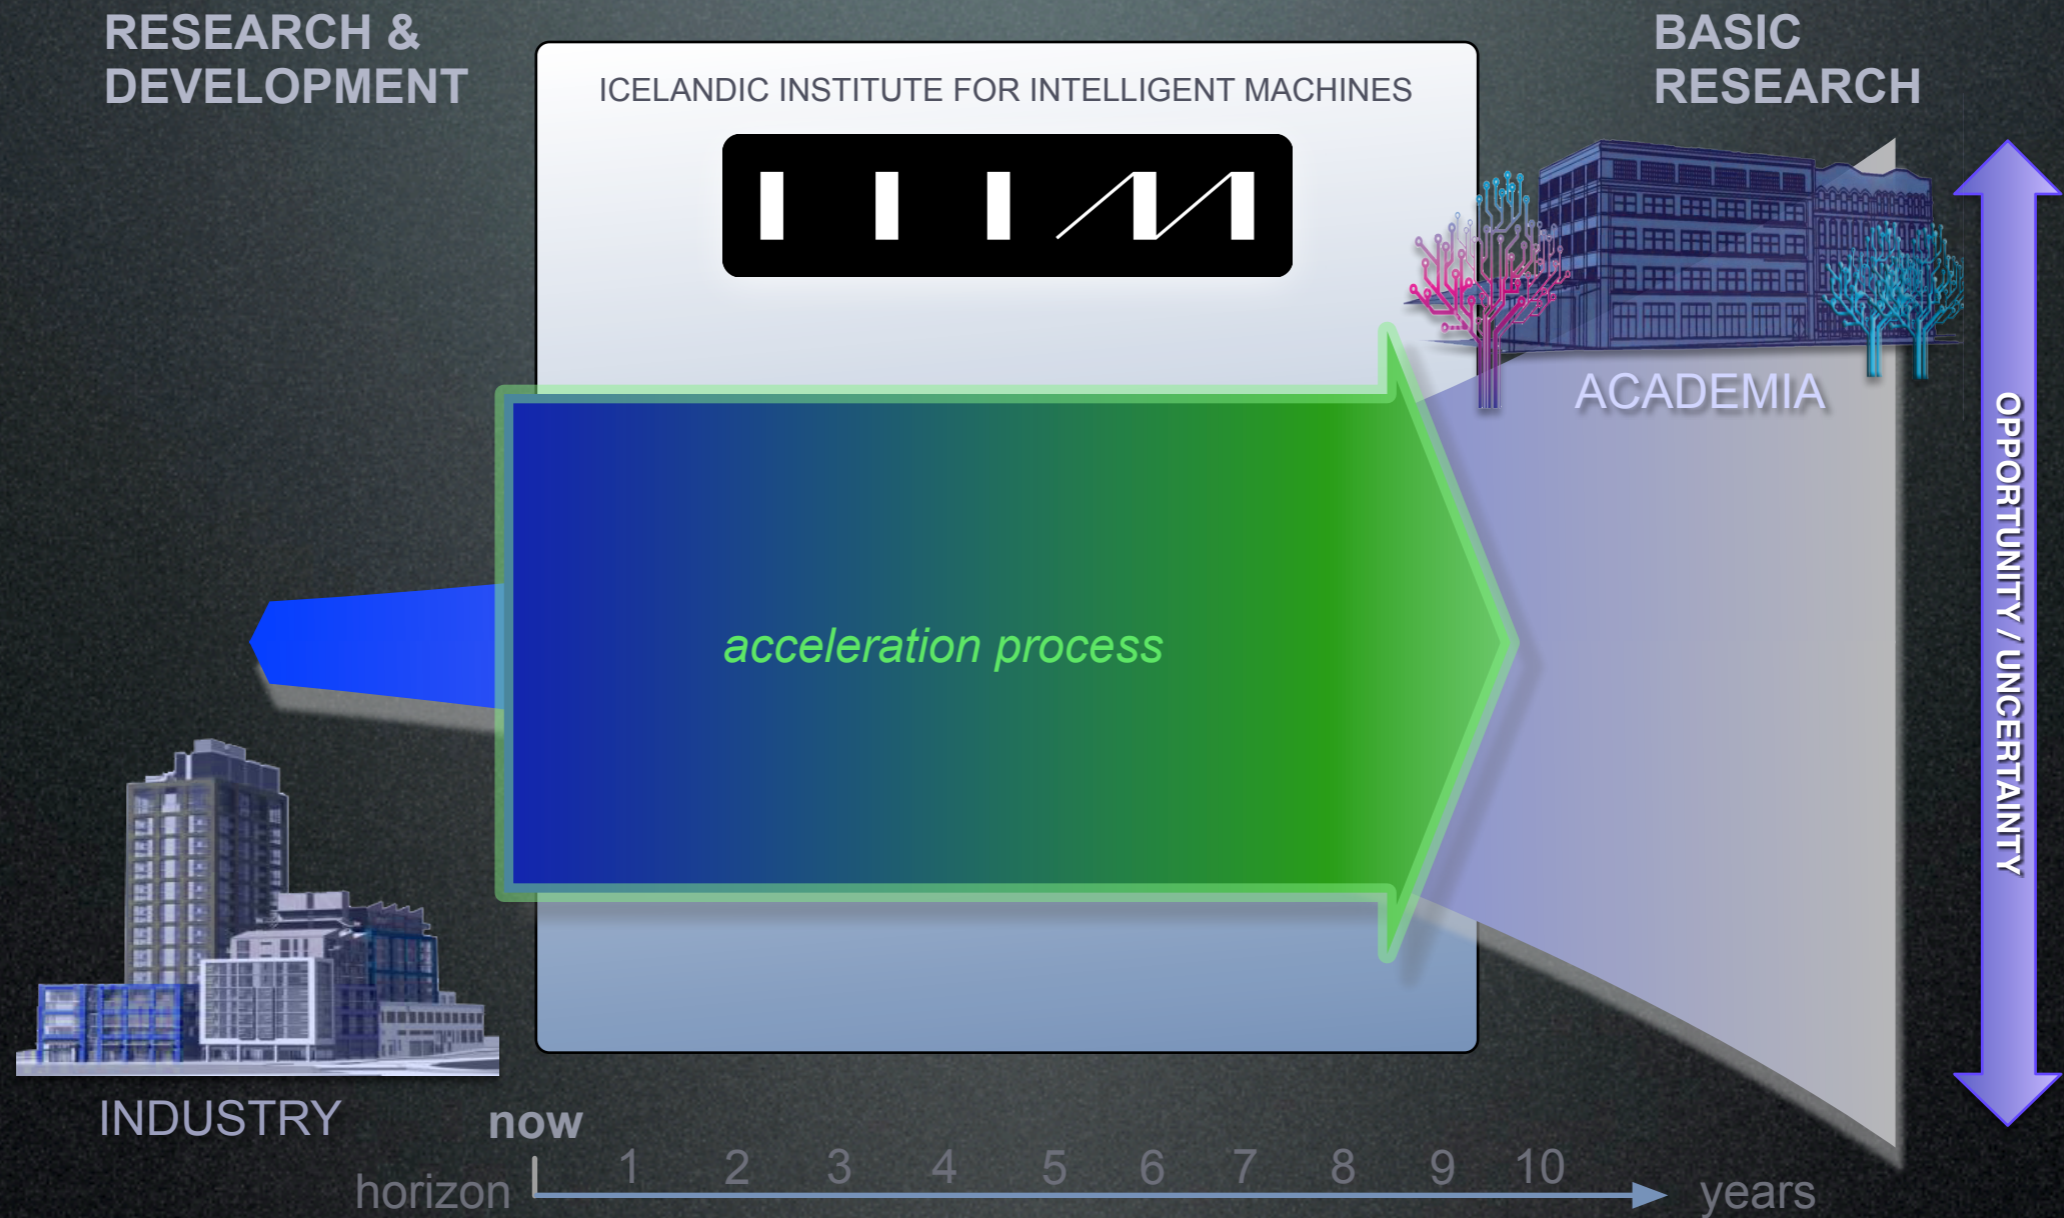 RESEARCH &
DEVELOPMENT
BASIC
RESEARCH
ICELANDIC INSTITUTE FOR INTELLIGENT MACHINES
IIIM
ACADEMIA
OPPORTUNITY / UNCERTAINTY
acceleration process
INDUSTRY
now
1 2 3 4 5 6 7 8 9 10
horizon
years